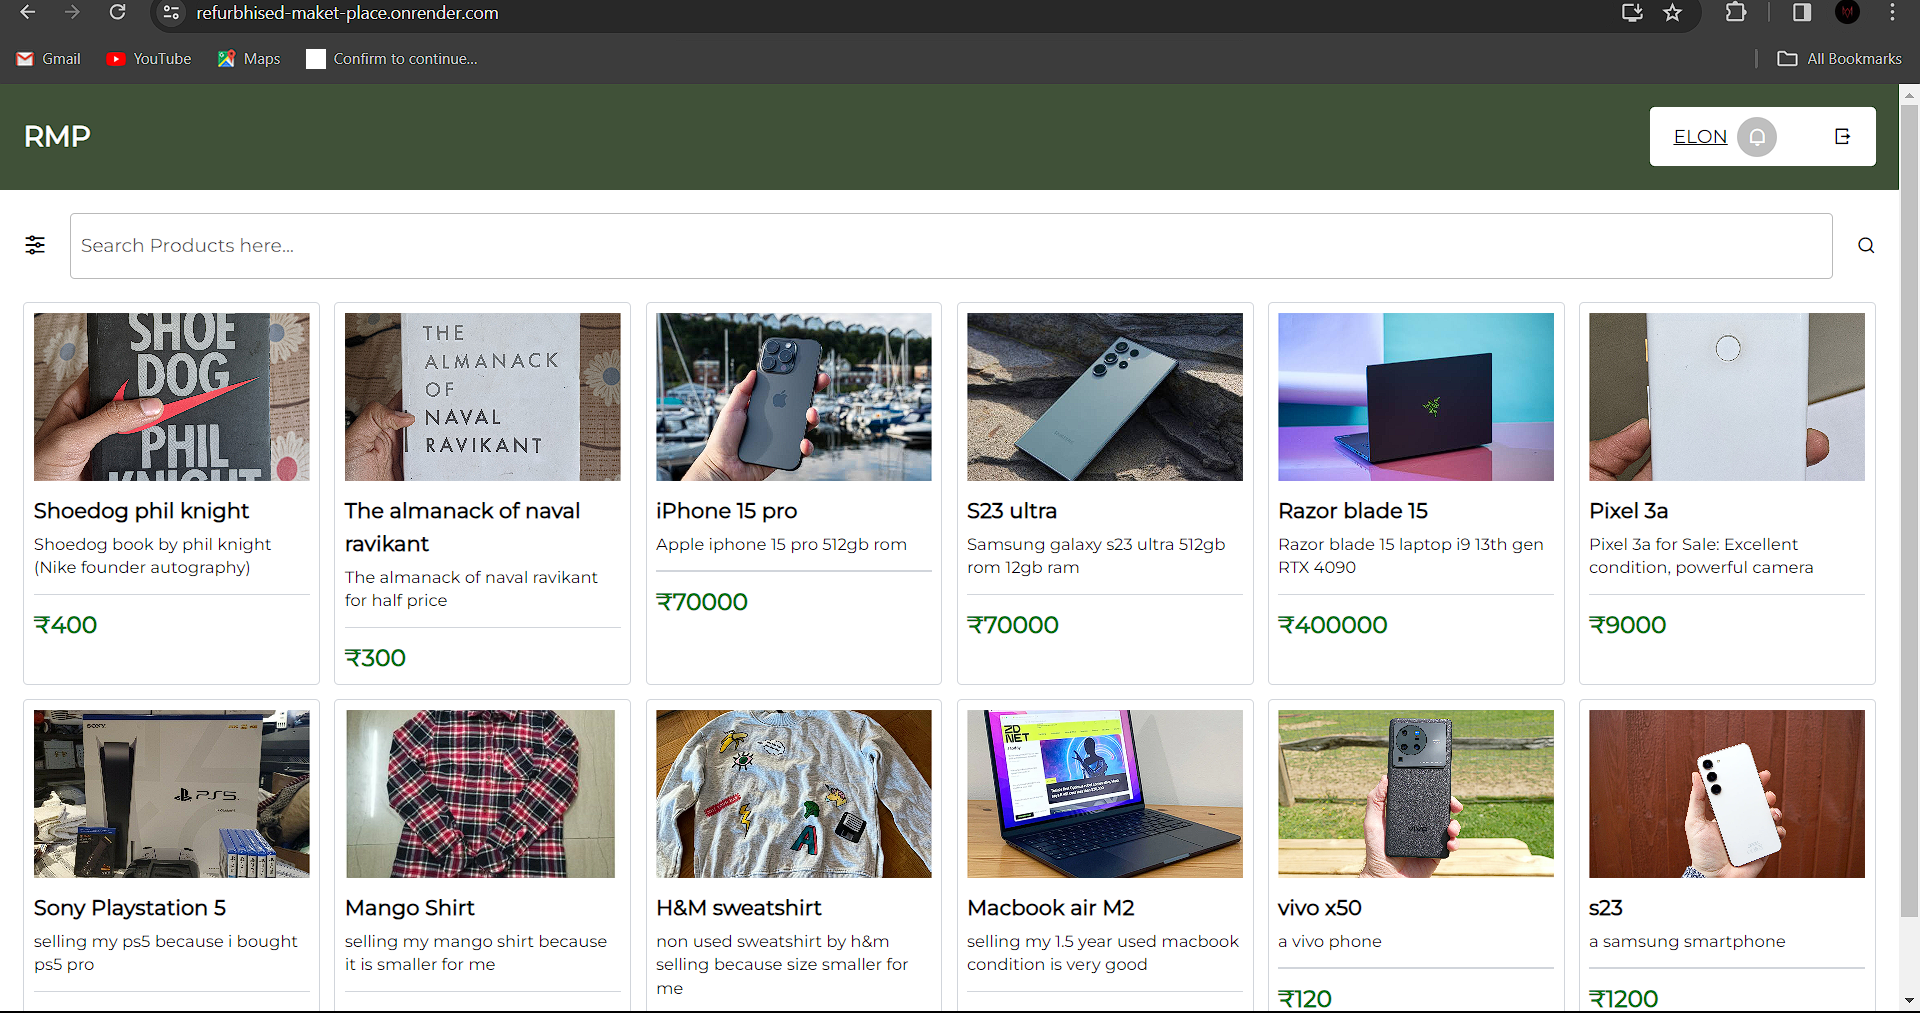 refurbhised-maket-place.onrender.com
Gmail
YouTube
Maps
Confirm to continue...
All Bookmarks
RMP
ELON
Search Products here...
SHOE
DOG
PHIL
KNIGHT
THE
ALMANACK
OF
NAVAL
RAVIKANT
SAMSUNG
Shoedog phil knight
Shoedog book by phil knight
(Nike founder autography)
₹400
The almanack of naval
ravikant
The almanack of naval ravikant
for half price
₹300
iPhone 15 pro
Apple iphone 15 pro 512gb rom
₹70000
S23 ultra
Samsung galaxy s23 ultra 512gb
rom 12gb ram
₹70000
Razor blade 15
Razor blade 15 laptop i9 13th gen
RTX 4090
₹400000
Pixel 3a
Pixel 3a for Sale: Excellent
condition, powerful camera
₹9000
SONY
PS5
A
ZD
NET
vivo
Sony Playstation 5
selling my ps5 because i bought
ps5 pro
Mango Shirt
selling my mango shirt because
it is smaller for me
H&M sweatshirt
non used sweatshirt by h&m
selling because size smaller for
me
Macbook air M2
selling my 1.5 year used macbook
condition is very good
vivo x50
a vivo phone
₹120
s23
a samsung smartphone
₹1200